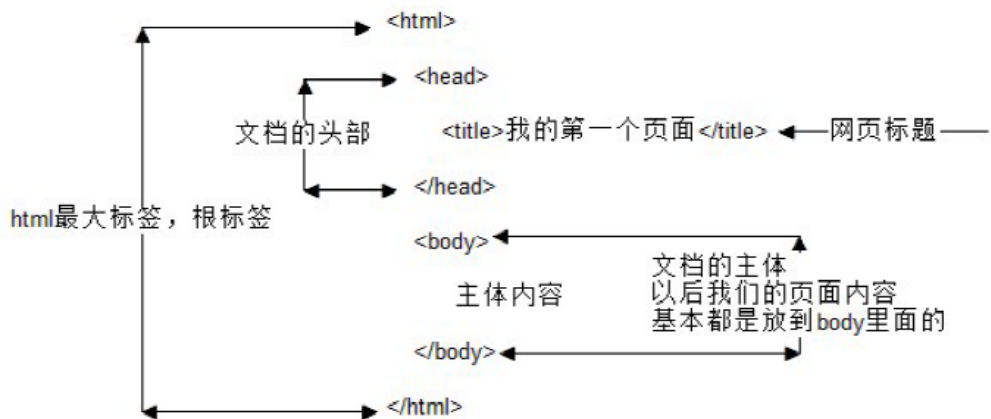 <html>
<head>
文档的头部
<title>我的第一个页面</title>
网页标题
</head>
html最大标签，根标签
<body>
主体内容
文档的主体
以后我们的页面内容
基本都是放到body里面的
</body>
</html>